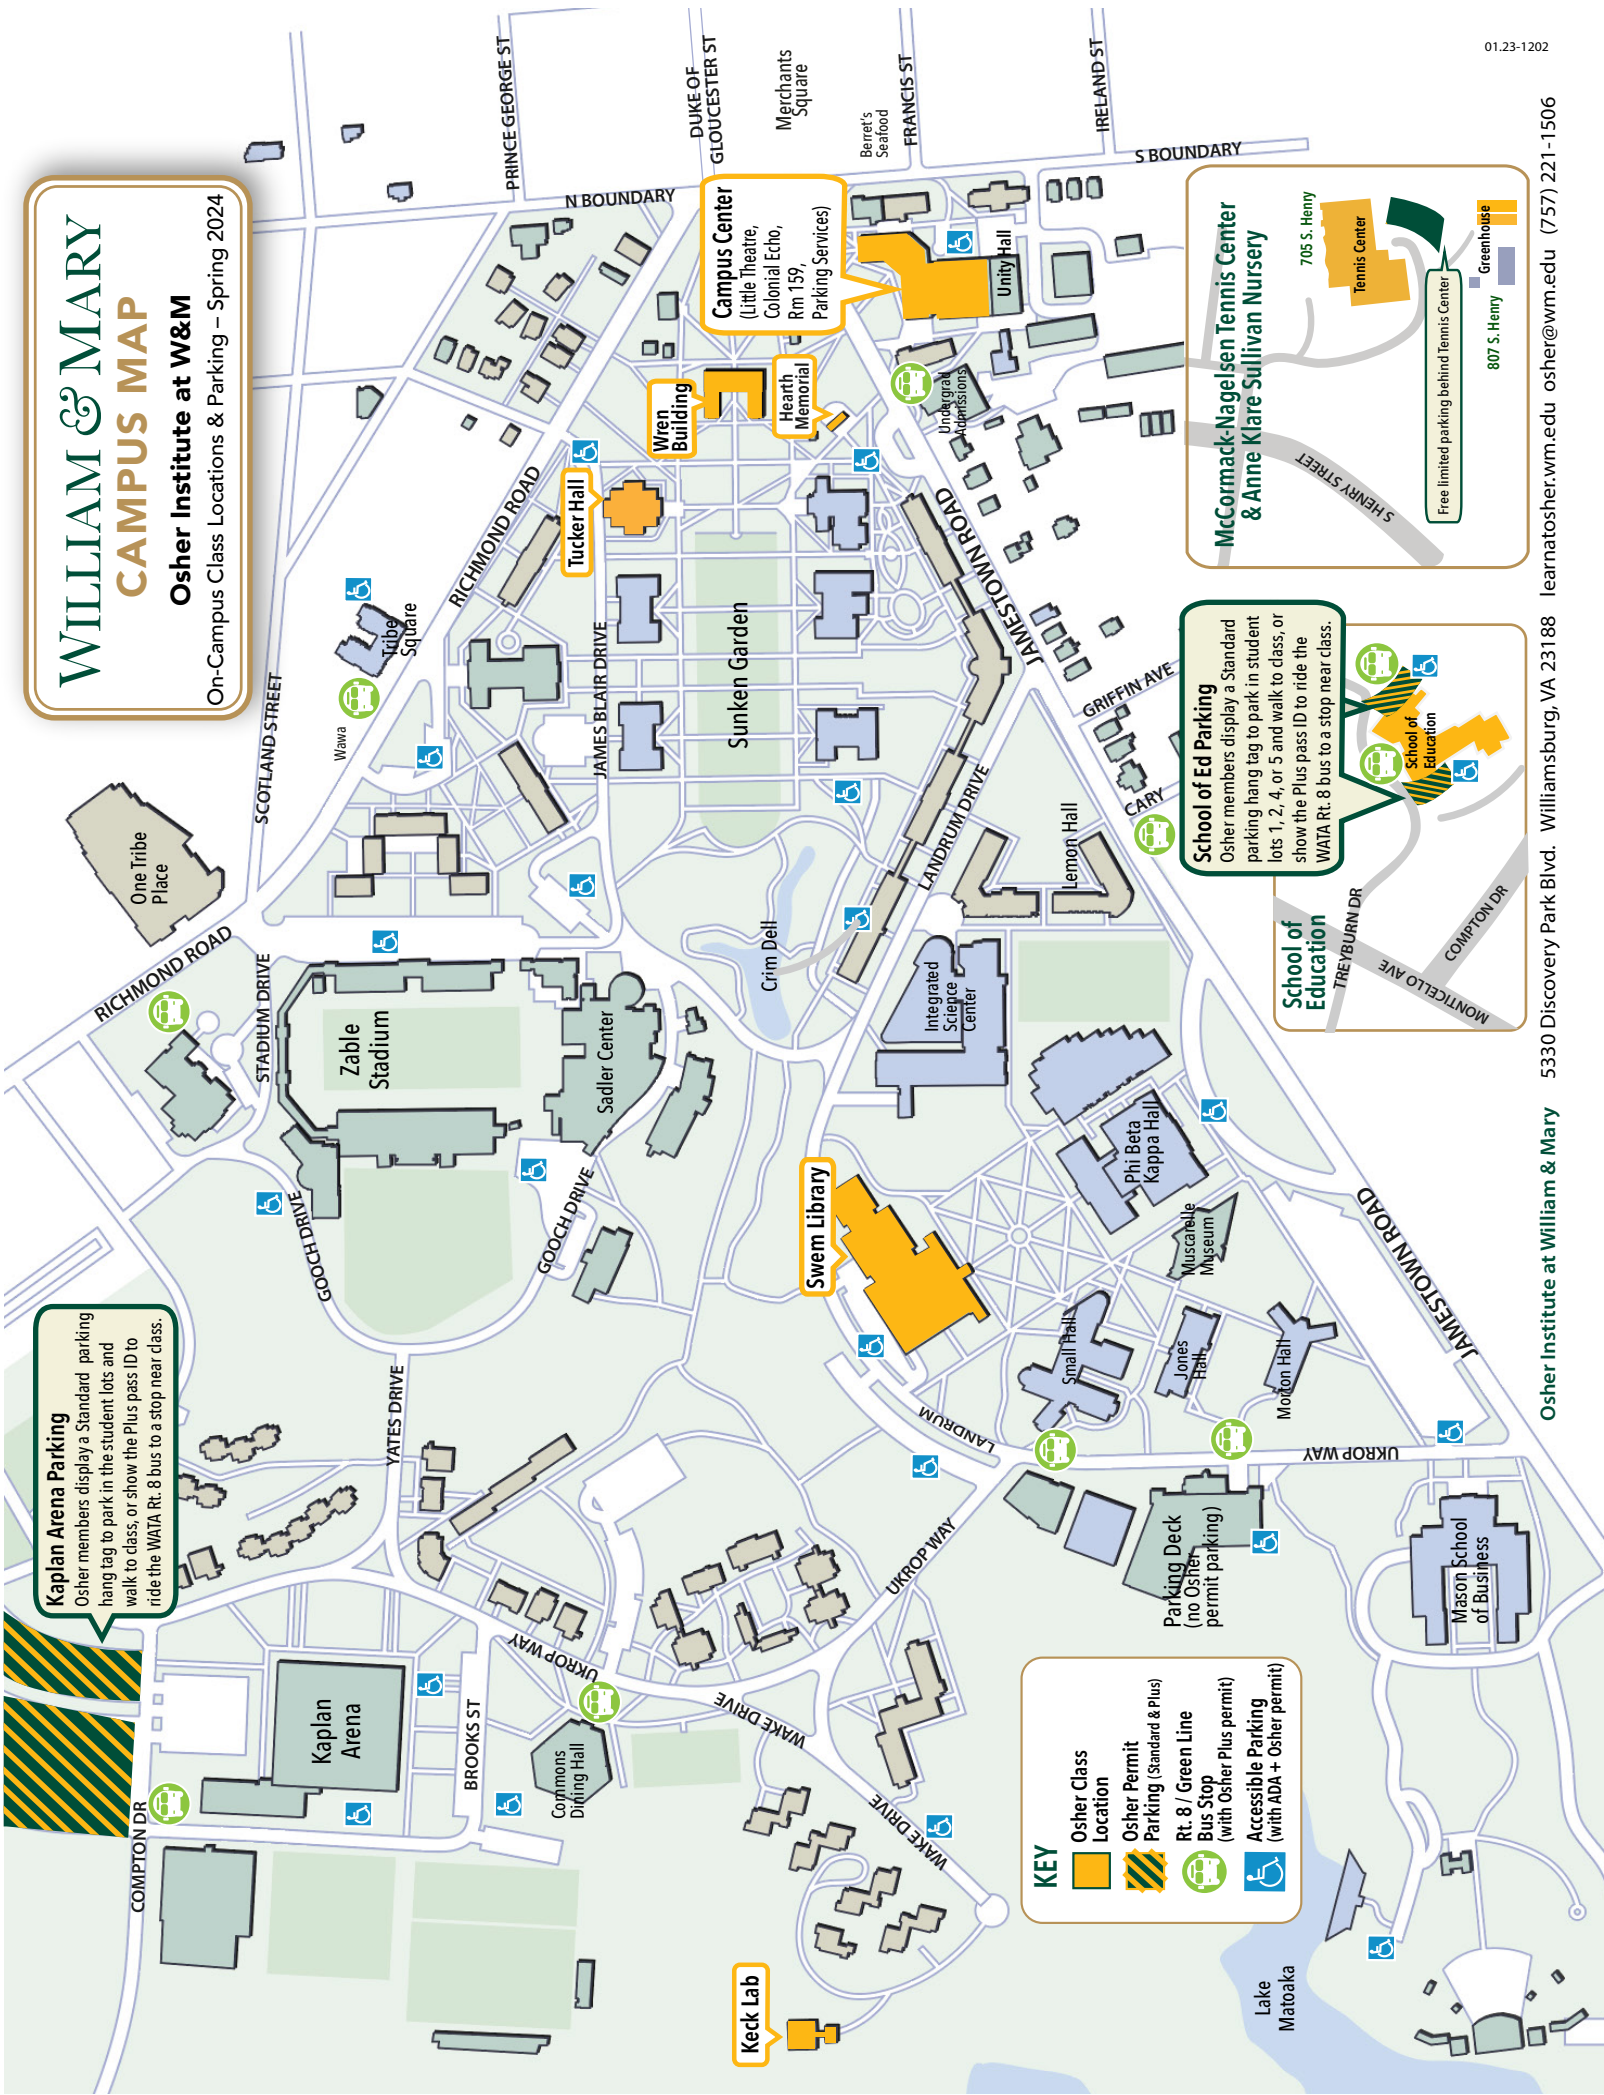 WILLIAM & MARY
CAMPUS MAP
Osher Institute at W&M
On-Campus Class Locations & Parking – Spring 2024
Kaplan Arena Parking
Osher members display a Standard parking
hang tag to park in the student lots and
walk to class, or show the Plus pass ID to
ride the WATA Rt. 8 bus to a stop near class.
COMPTON DR
Kaplan
Arena
BROOKS ST
YATES DRIVE
GOOCH DRIVE
GOOCH DRIVE
STADIUM DRIVE
RICHMOND ROAD
One Tribe
Place
SCOTLAND STREET
Wawa
Tribe
Square
RICHMOND ROAD
PRINCE GEORGE ST
N BOUNDARY
DUKE OF
GLOUCESTER ST
Merchants
Square
Berret's
Seafood
FRANCIS ST
IRELAND ST
S BOUNDARY
Zable
Stadium
Sadler Center
JAMES BLAIR DRIVE
Tucker Hall
Wren
Building
Hearth
Memorial
Campus Center
(Little Theatre,
Colonial Echo,
Rm 159,
Parking Services)
Unity Hall
Undergrad
Admissions
Sunken Garden
Crim Dell
LANDRUM DRIVE
JAMESTOWN ROAD
GRIFFIN AVE
CARY
Lemon Hall
Integrated
Science
Center
Swem Library
Phi Beta
Kappa Hall
Muscarelle
Museum
Small Hall
Jones
Hall
Morton Hall
LANDRUM
UKROP WAY
JAMESTOWN ROAD
JAMESTOWN ROAD
UKROP WAY
UKROP WAY
WAKE DRIVE
WAKE DRIVE
Commons
Dining Hall
Keck Lab
Parking Deck
(no Osher
permit parking)
Mason School
of Business
Lake
Matoaka
KEY
Osher Class
Location
Osher Permit
Parking (Standard & Plus)
Rt. 8 / Green Line
Bus Stop
(with Osher Plus permit)
Accessible Parking
(with ADA + Osher permit)
School of Ed Parking
Osher members display a Standard
parking hang tag to park in student
lots 1, 2, 4, or 5 and walk to class, or
show the Plus pass ID to ride the
WATA Rt. 8 bus to a stop near class.
School of
Education
TREYBURN DR
MONTICELLO AVE
COMPTON DR
School of
Education
McCormack-Nagelsen Tennis Center
& Anne Klare Sullivan Nursery
705 S. Henry
Tennis Center
S HENRY STREET
Free limited parking behind Tennis Center
Greenhouse
807 S. Henry
Osher Institute at William & Mary 5330 Discovery Park Blvd. Williamsburg, VA 23188 learnatosher.wm.edu osher@wm.edu (757) 221-1506
01.23-1202